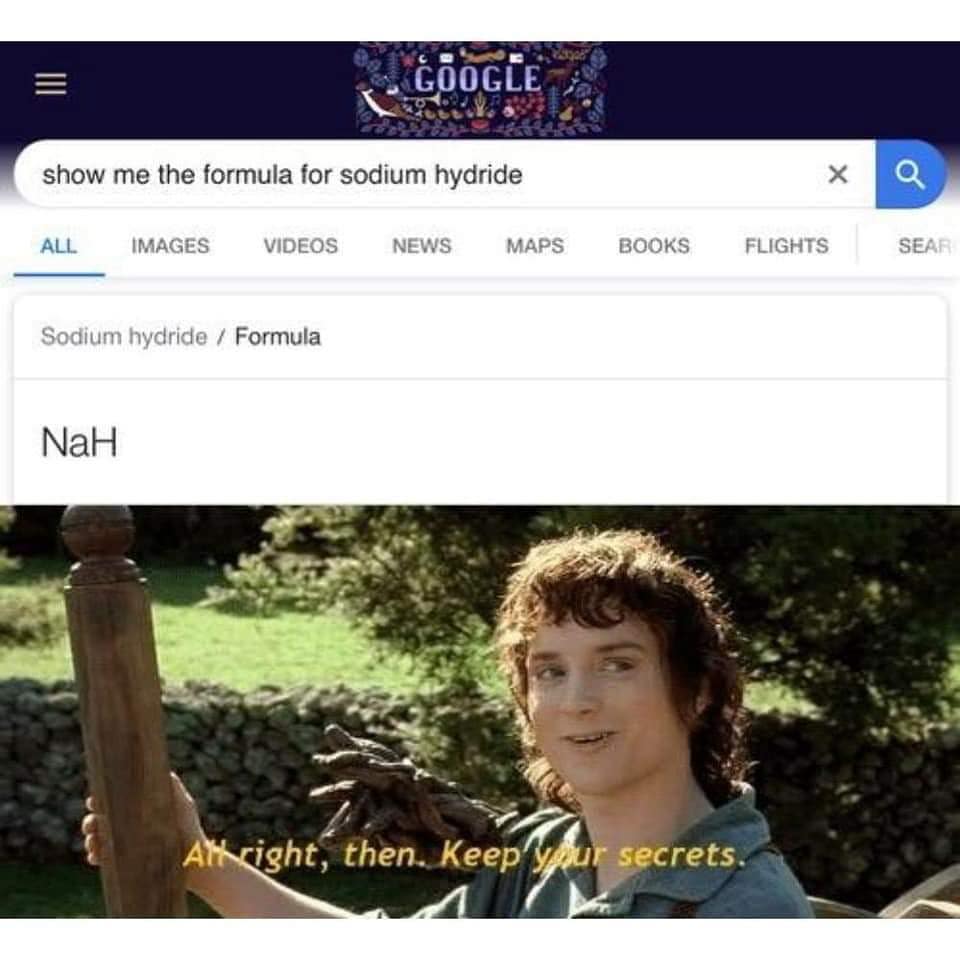 GOOGLE
show me the formula for sodium hydride ×
ALL IMAGES VIDEOS NEWS MAPS BOOKS FLIGHTS SEAR
Sodium hydride / Formula
NaH
All right, then. Keep your secrets.